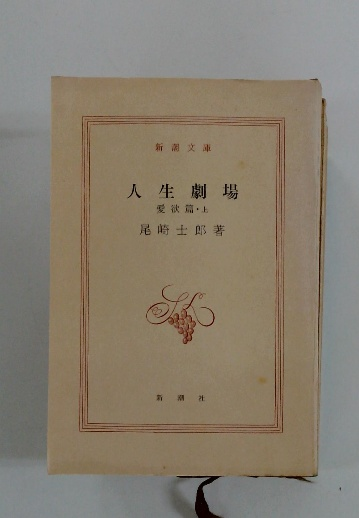 新潮文庫
人生劇場
愛欲篇・上
尾崎士郎著
新潮社